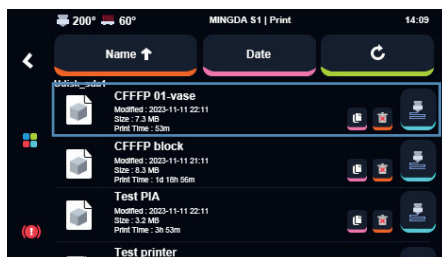 200° 60° MINGDA S1 | Print 14:09
Name Date
Udisk_sda1
CFFFP 01-vase
Modified : 2023-11-11 22:11
Size : 7.3 MB
Print Time : 53m
CFFFP block
Modified : 2023-11-11 21:11
Size : 8.3 MB
Print Time : 1d 18h 56m
Test PIA
Modified : 2023-11-11 22:11
Size : 3.2 MB
Print Time : 3h 53m
Test printer